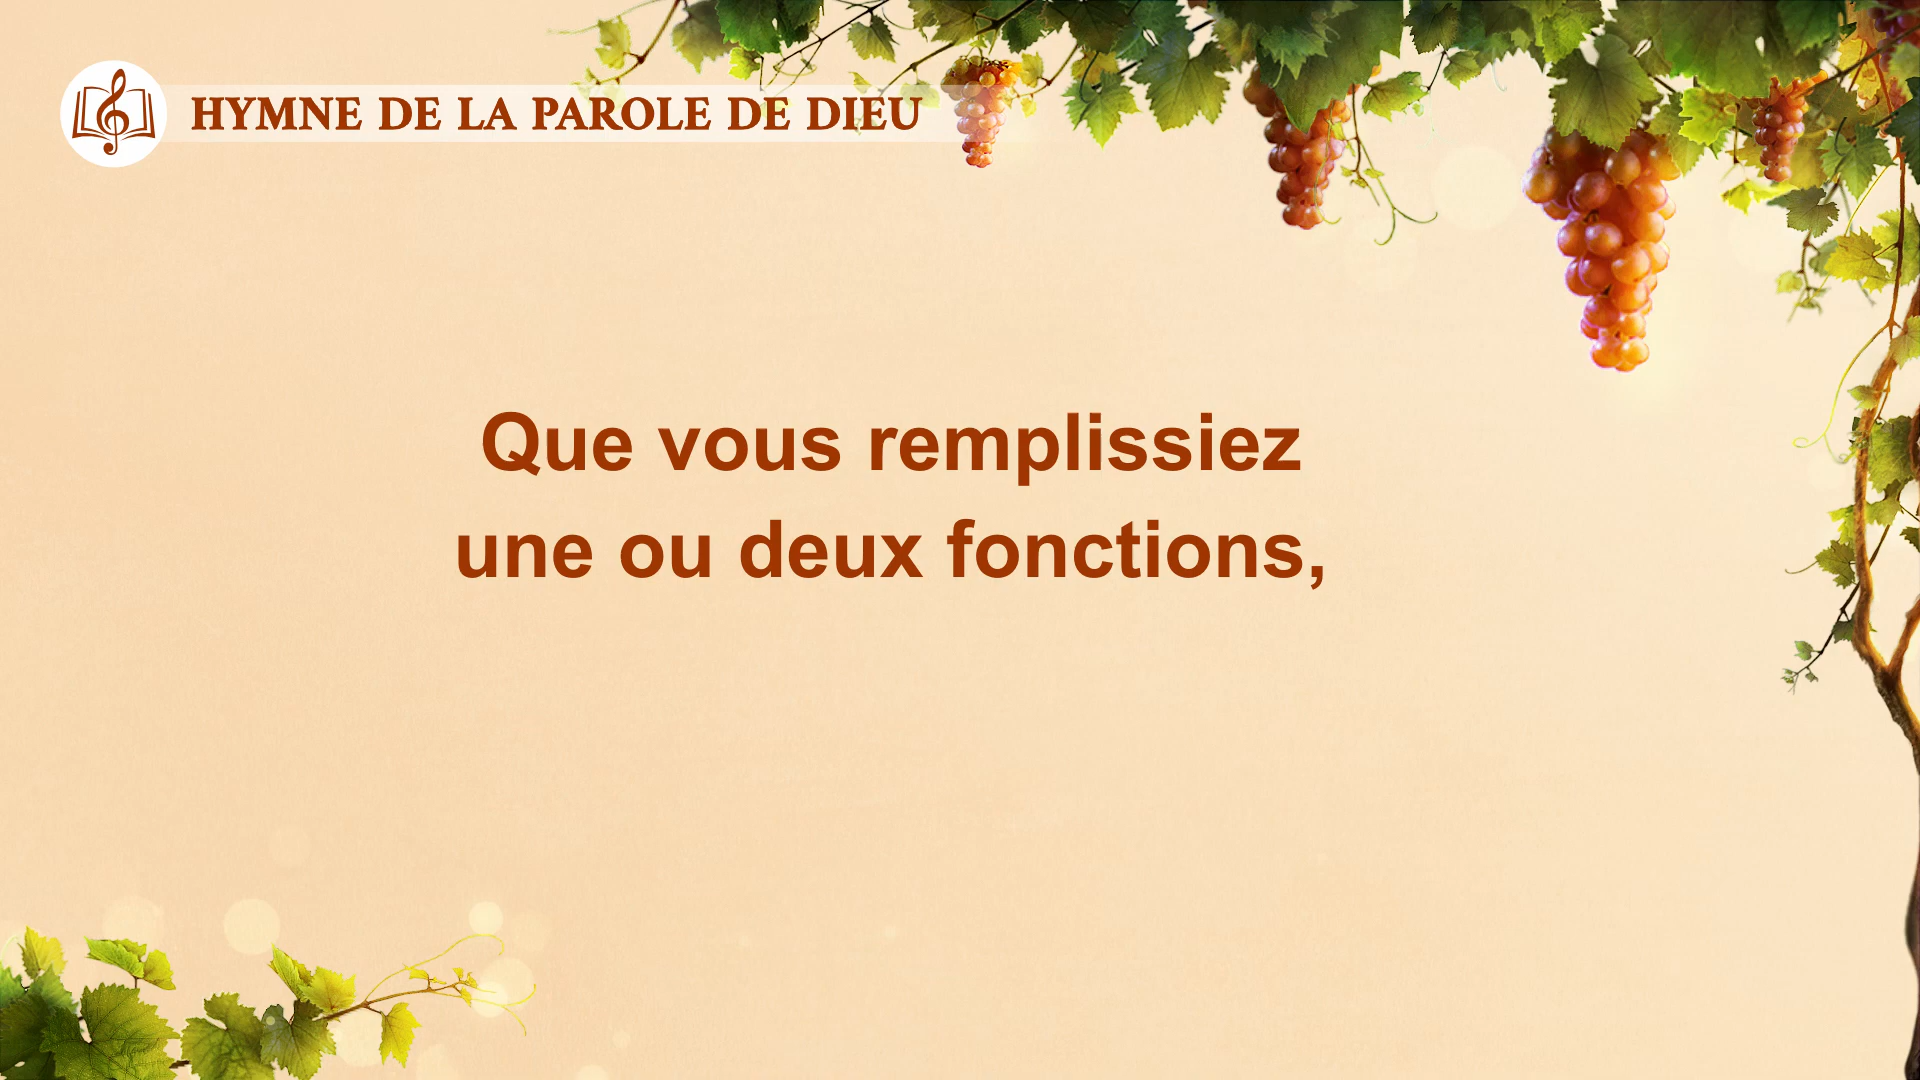 HYMNE DE LA PAROLE DE DIEU
Que vous remplissiez
une ou deux fonctions,